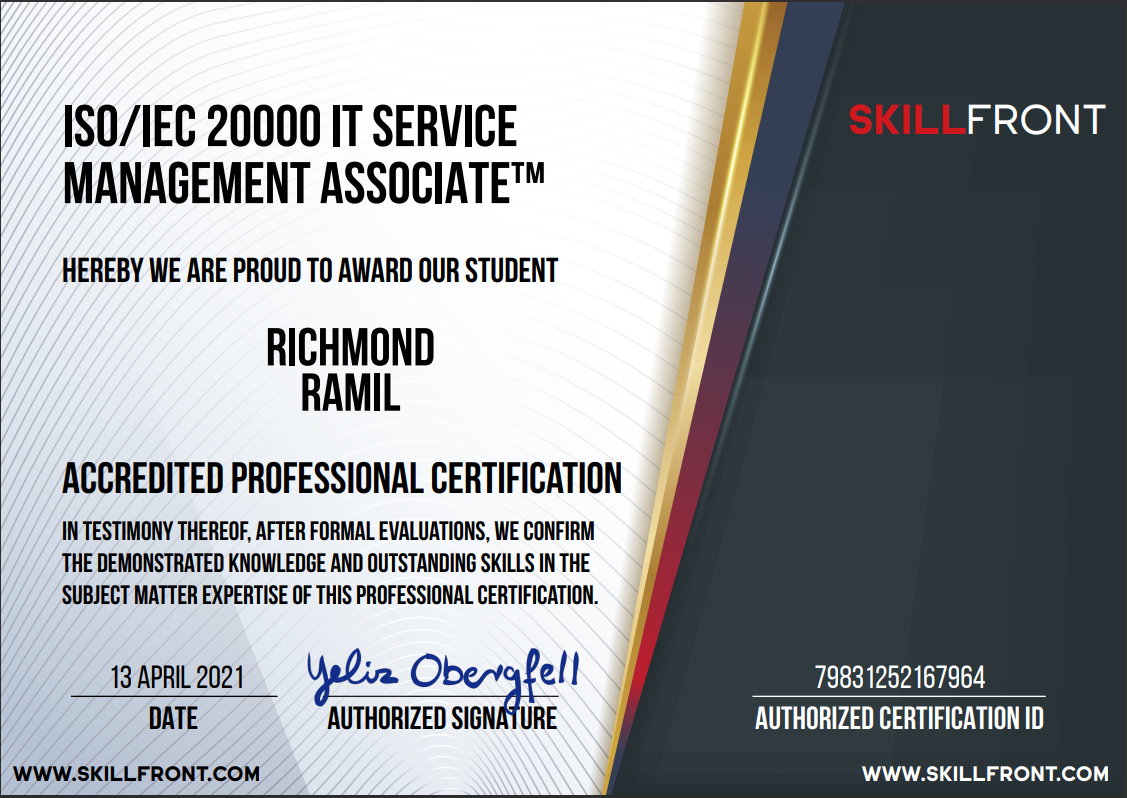 ISO/IEC 20000 IT SERVICE
MANAGEMENT ASSOCIATE™
SKILLFRONT
HEREBY WE ARE PROUD TO AWARD OUR STUDENT
RICHMOND
RAMIL
ACCREDITED PROFESSIONAL CERTIFICATION
IN TESTIMONY THEREOF, AFTER FORMAL EVALUATIONS, WE CONFIRM
THE DEMONSTRATED KNOWLEDGE AND OUTSTANDING SKILLS IN THE
SUBJECT MATTER EXPERTISE OF THIS PROFESSIONAL CERTIFICATION.
13 APRIL 2021
DATE
Yeliz Obergfell
AUTHORIZED SIGNATURE
79831252167964
AUTHORIZED CERTIFICATION ID
WWW.SKILLFRONT.COM
WWW.SKILLFRONT.COM